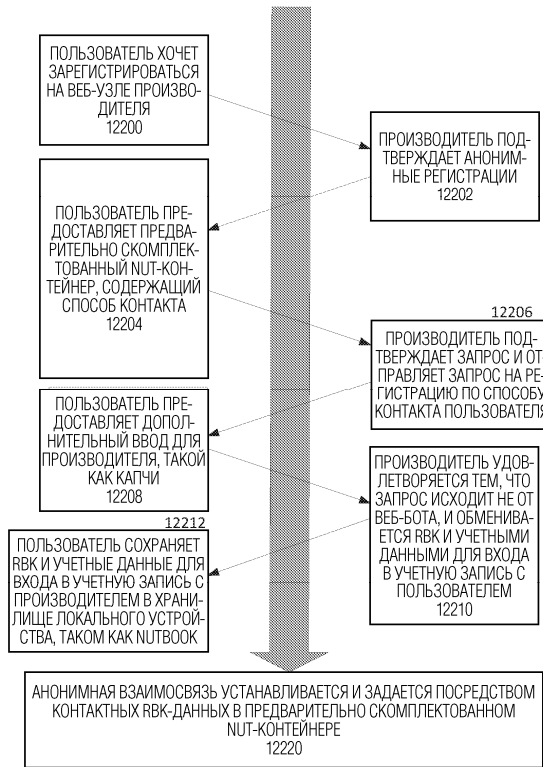 ПОЛЬЗОВАТЕЛЬ ХОЧЕТ
ЗАРЕГИСТРИРОВАТЬСЯ
НА ВЕБ-УЗЛЕ ПРОИЗВО-
ДИТЕЛЯ
12200
ПРОИЗВОДИТЕЛЬ ПОД-
ТВЕРЖДАЕТ АНОНИМ-
НЫЕ РЕГИСТРАЦИИ
12202
ПОЛЬЗОВАТЕЛЬ ПРЕ-
ДОСТАВЛЯЕТ ПРЕДВА-
РИТЕЛЬНО СКОМПЛЕК-
ТОВАННЫЙ NUT-КОН-
ТЕЙНЕР, СОДЕРЖАЩИЙ
СПОСОБ КОНТАКТА
12204
12206
ПРОИЗВОДИТЕЛЬ ПОД-
ТВЕРЖДАЕТ ЗАПРОС И ОТ-
ПРАВЛЯЕТ ЗАПРОС НА РЕ-
ГИСТРАЦИЮ ПО СПОСОБУ
КОНТАКТА ПОЛЬЗОВАТЕЛЯ
ПОЛЬЗОВАТЕЛЬ ПРЕ-
ДОСТАВЛЯЕТ ДОПОЛ-
НИТЕЛЬНЫЙ ВВОД ДЛЯ
ПРОИЗВОДИТЕЛЯ, ТАКОЙ
КАК КАПЧИ
12208
ПРОИЗВОДИТЕЛЬ УДОВ-
ЛЕТВОРЯЕТСЯ ТЕМ, ЧТО
ЗАПРОС ИСХОДИТ НЕ ОТ
ВЕБ-БОТА, И ОБМЕНИВА-
ЕТСЯ RBK И УЧЕТНЫМИ
ДАННЫМИ ДЛЯ ВХОДА
В УЧЕТНУЮ ЗАПИСЬ С
ПОЛЬЗОВАТЕЛЕМ
12210
12212
ПОЛЬЗОВАТЕЛЬ СОХРАНЯЕТ
RBK И УЧЕТНЫЕ ДАННЫЕ ДЛЯ
ВХОДА В УЧЕТНУЮ ЗАПИСЬ С
ПРОИЗВОДИТЕЛЕМ В ХРАНИ-
ЛИЩЕ ЛОКАЛЬНОГО УСТРОЙ-
СТВА, ТАКОМ КАК NUTBOOK
АНОНИМНАЯ ВЗАИМОСВЯЗЬ УСТАНАВЛИВАЕТСЯ И ЗАДАЕТСЯ ПОСРЕДСТВОМ
КОНТАКТНЫХ RBK-ДАННЫХ В ПРЕДВАРИТЕЛЬНО СКОМПЛЕКТОВАННОМ
NUT-КОНТЕЙНЕРЕ
12220